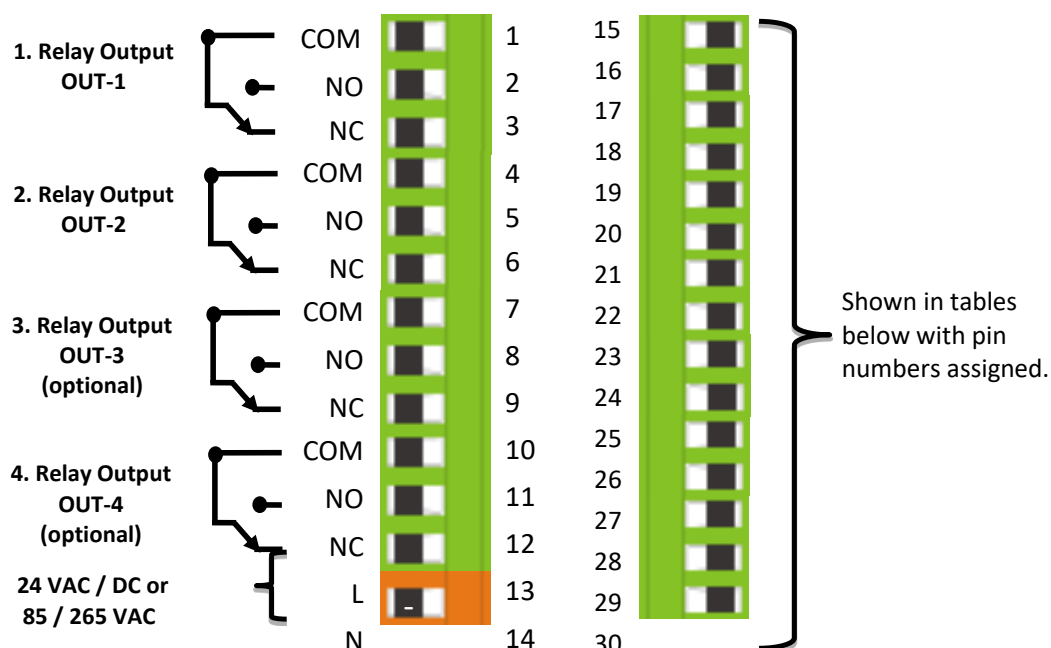 1. Relay Output
OUT-1
COM 1
NO 2
NC 3
2. Relay Output
OUT-2
COM 4
NO 5
NC 6
3. Relay Output
OUT-3
(optional)
COM 7
NO 8
NC 9
4. Relay Output
OUT-4
(optional)
COM 10
NO 11
NC 12
24 VAC / DC or
85 / 265 VAC
L - 13
N 14
15
16
17
18
19
20
21
22
23
24
25
26
27
28
29
30
Shown in tables
below with pin
numbers assigned.